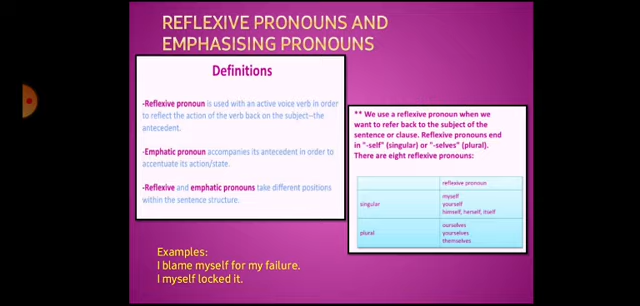 REFLEXIVE PRONOUNS AND
EMPHASISING PRONOUNS
Definitions
-Reflexive pronoun is used with an active voice verb in order
to reflect the action of the verb back on the subject--the
antecedent.
-Emphatic pronoun accompanies its antecedent in order to
accentuate its action/state.
-Reflexive and emphatic pronouns take different positions
within the sentence structure.
** We use a reflexive pronoun when we
want to refer back to the subject of the
sentence or clause. Reflexive pronouns end
in "-self" (singular) or "-selves" (plural).
There are eight reflexive pronouns:
reflexive pronoun
singular
myself
yourself
himself, herself, itself
plural
ourselves
yourselves
themselves
Examples:
I blame myself for my failure.
I myself locked it.